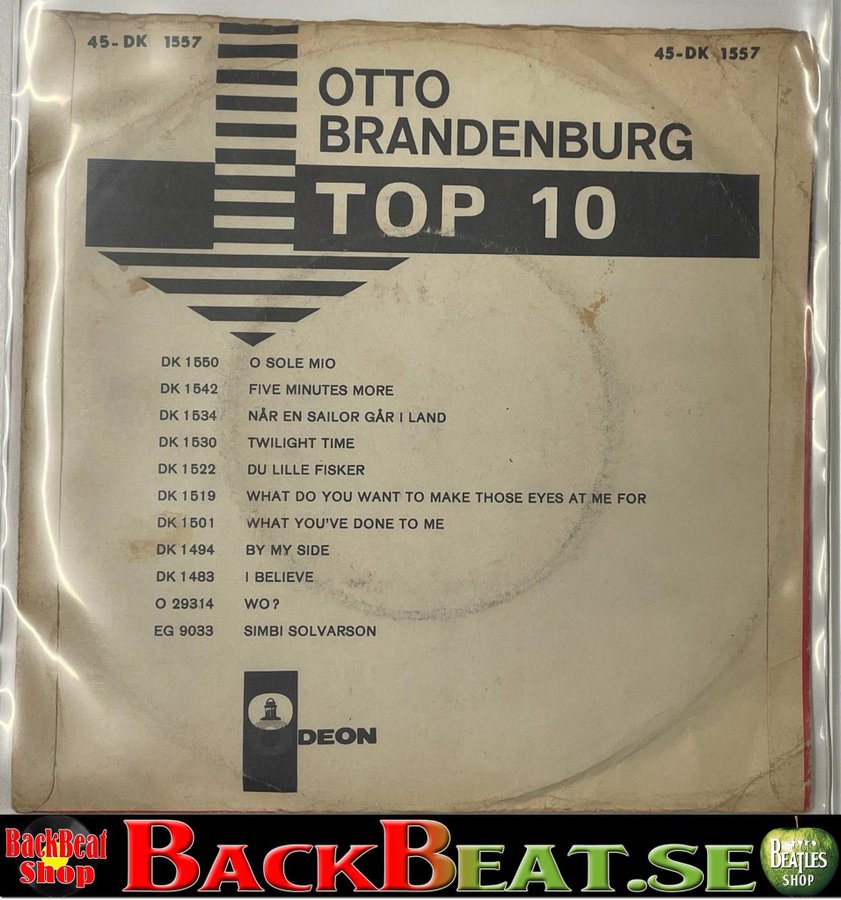 45-DK 1557
45-DK 1557
OTTO
BRANDENBURG
TOP 10
DK 1550 O SOLE MIO
DK 1542 FIVE MINUTES MORE
DK 1534 NÅR EN SAILOR GÅR I LAND
DK 1530 TWILIGHT TIME
DK 1522 DU LILLE FISKER
DK 1519 WHAT DO YOU WANT TO MAKE THOSE EYES AT ME FOR
DK 1501 WHAT YOU'VE DONE TO ME
DK 1494 BY MY SIDE
DK 1483 I BELIEVE
O 29314 WO?
EG 9033 SIMBI SOLVARSON
ODEON
BackBeat Shop
BACKBEAT.SE
BEATLES SHOP